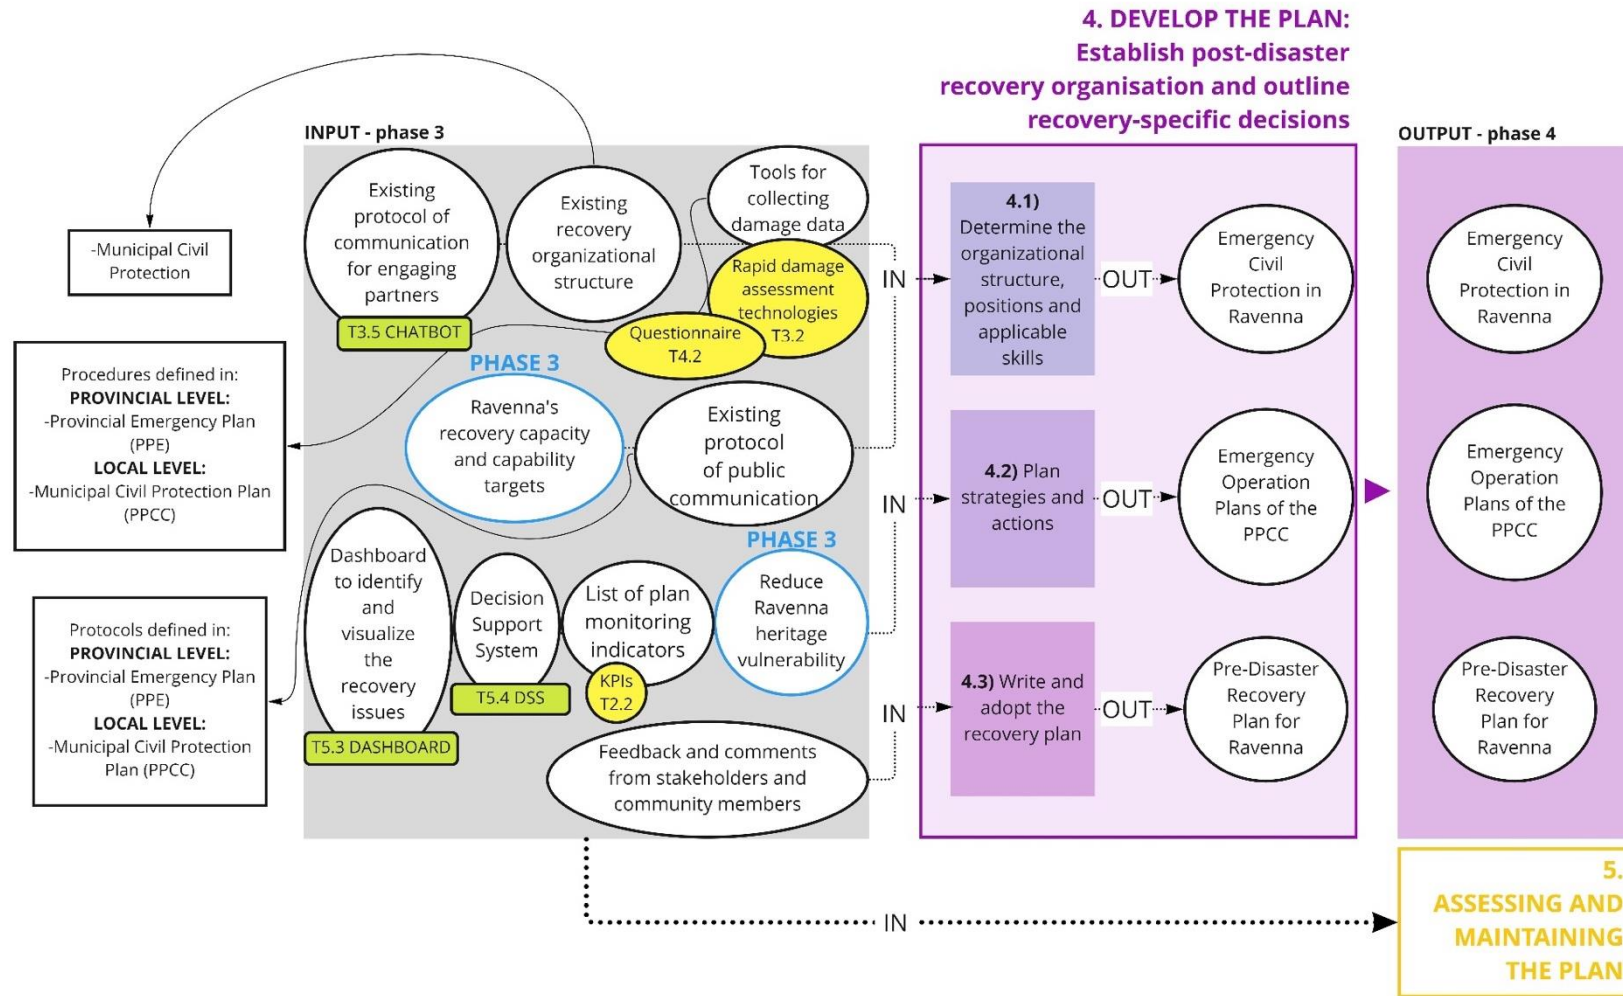 4. DEVELOP THE PLAN:
Establish post-disaster
recovery organisation and outline
recovery-specific decisions
INPUT - phase 3
OUTPUT - phase 4
-Municipal Civil
Protection
Procedures defined in:
PROVINCIAL LEVEL:
-Provincial Emergency Plan
(PPE)
LOCAL LEVEL:
-Municipal Civil Protection Plan
(PPCC)
Protocols defined in:
PROVINCIAL LEVEL:
-Provincial Emergency Plan
(PPE)
LOCAL LEVEL:
-Municipal Civil Protection
Plan (PPCC)
Existing
protocol of
communication
for engaging
partners
T3.5 CHATBOT
Existing
recovery
organizational
structure
Tools for
collecting
damage data
Rapid damage
assessment
technologies
T3.2
Questionnaire
T4.2
PHASE 3
Ravenna's
recovery capacity
and capability
targets
Existing
protocol
of public
communication
Dashboard
to identify
and
visualize
the
recovery
issues
T5.3 DASHBOARD
Decision
Support
System
T5.4 DSS
List of plan
monitoring
indicators
KPIs
T2.2
PHASE 3
Reduce
Ravenna
heritage
vulnerability
Feedback and comments
from stakeholders and
community members
IN
4.1)
Determine the
organizational
structure,
positions and
applicable
skills
OUT
Emergency
Civil
Protection in
Ravenna
IN
4.2) Plan
strategies and
actions
OUT
Emergency
Operation
Plans of the
PPCC
IN
4.3) Write and
adopt the
recovery plan
OUT
Pre-Disaster
Recovery
Plan for
Ravenna
Emergency
Civil
Protection in
Ravenna
Emergency
Operation
Plans of the
PPCC
Pre-Disaster
Recovery
Plan for
Ravenna
IN
5.
ASSESSING AND
MAINTAINING
THE PLAN